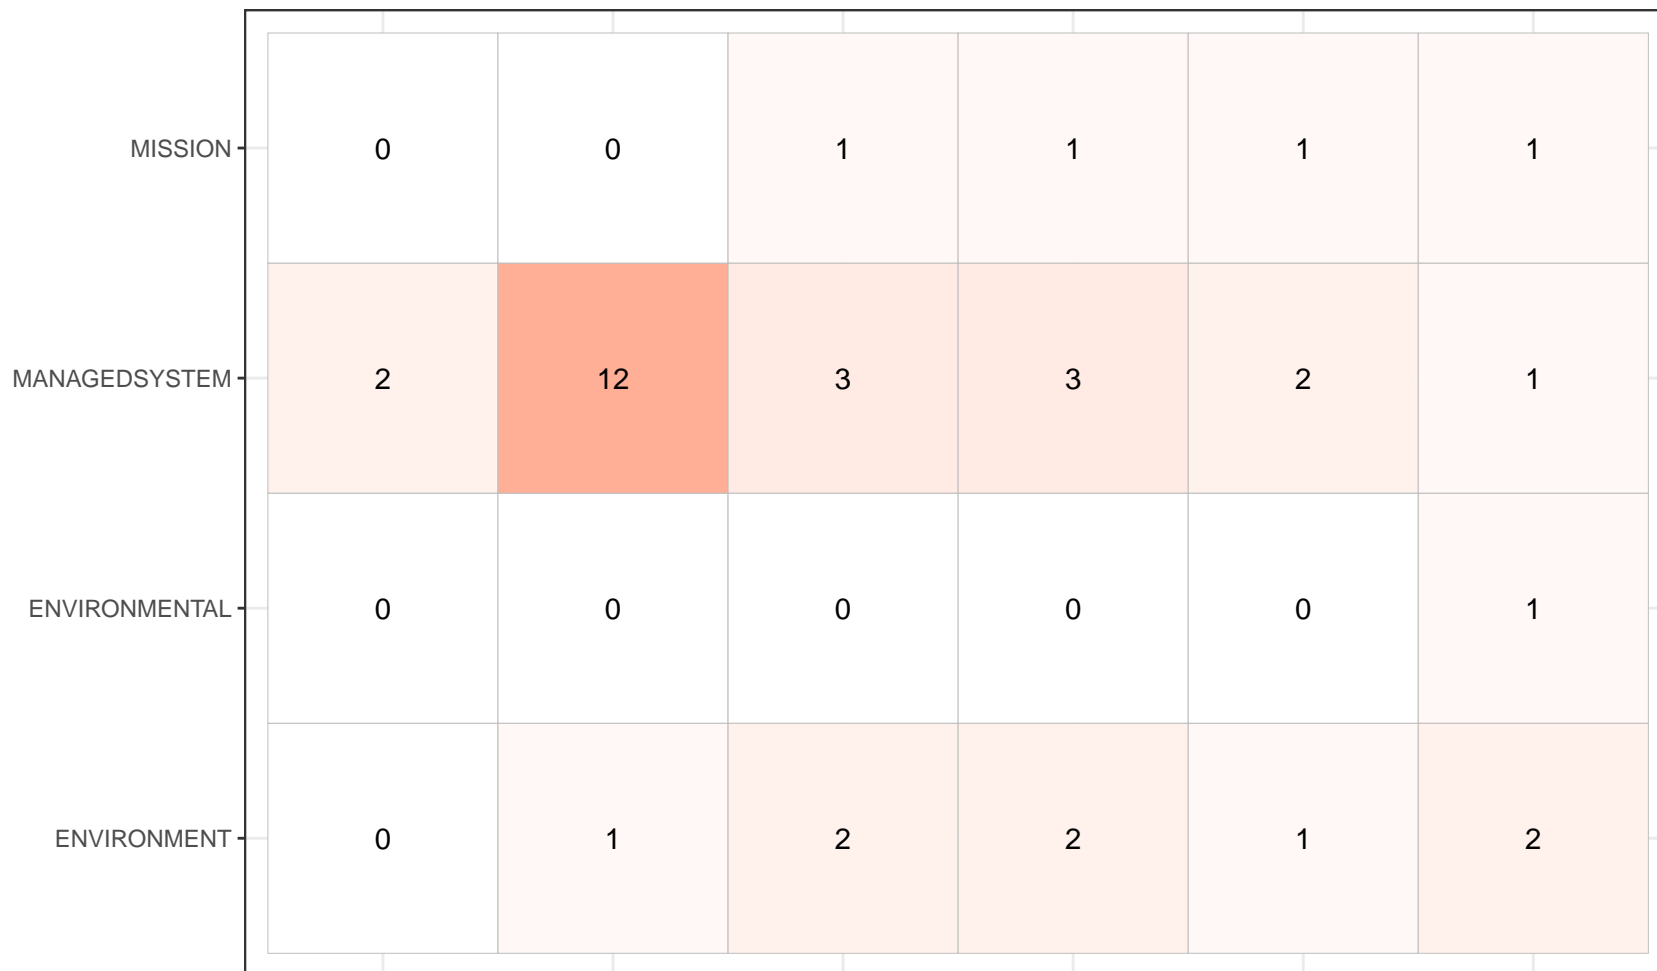 MISSION 0 0 1 1 1 1
MANAGEDSYSTEM 2 12 3 3 2 1
ENVIRONMENTAL 0 0 0 0 0 1
ENVIRONMENT 0 1 2 2 1 2